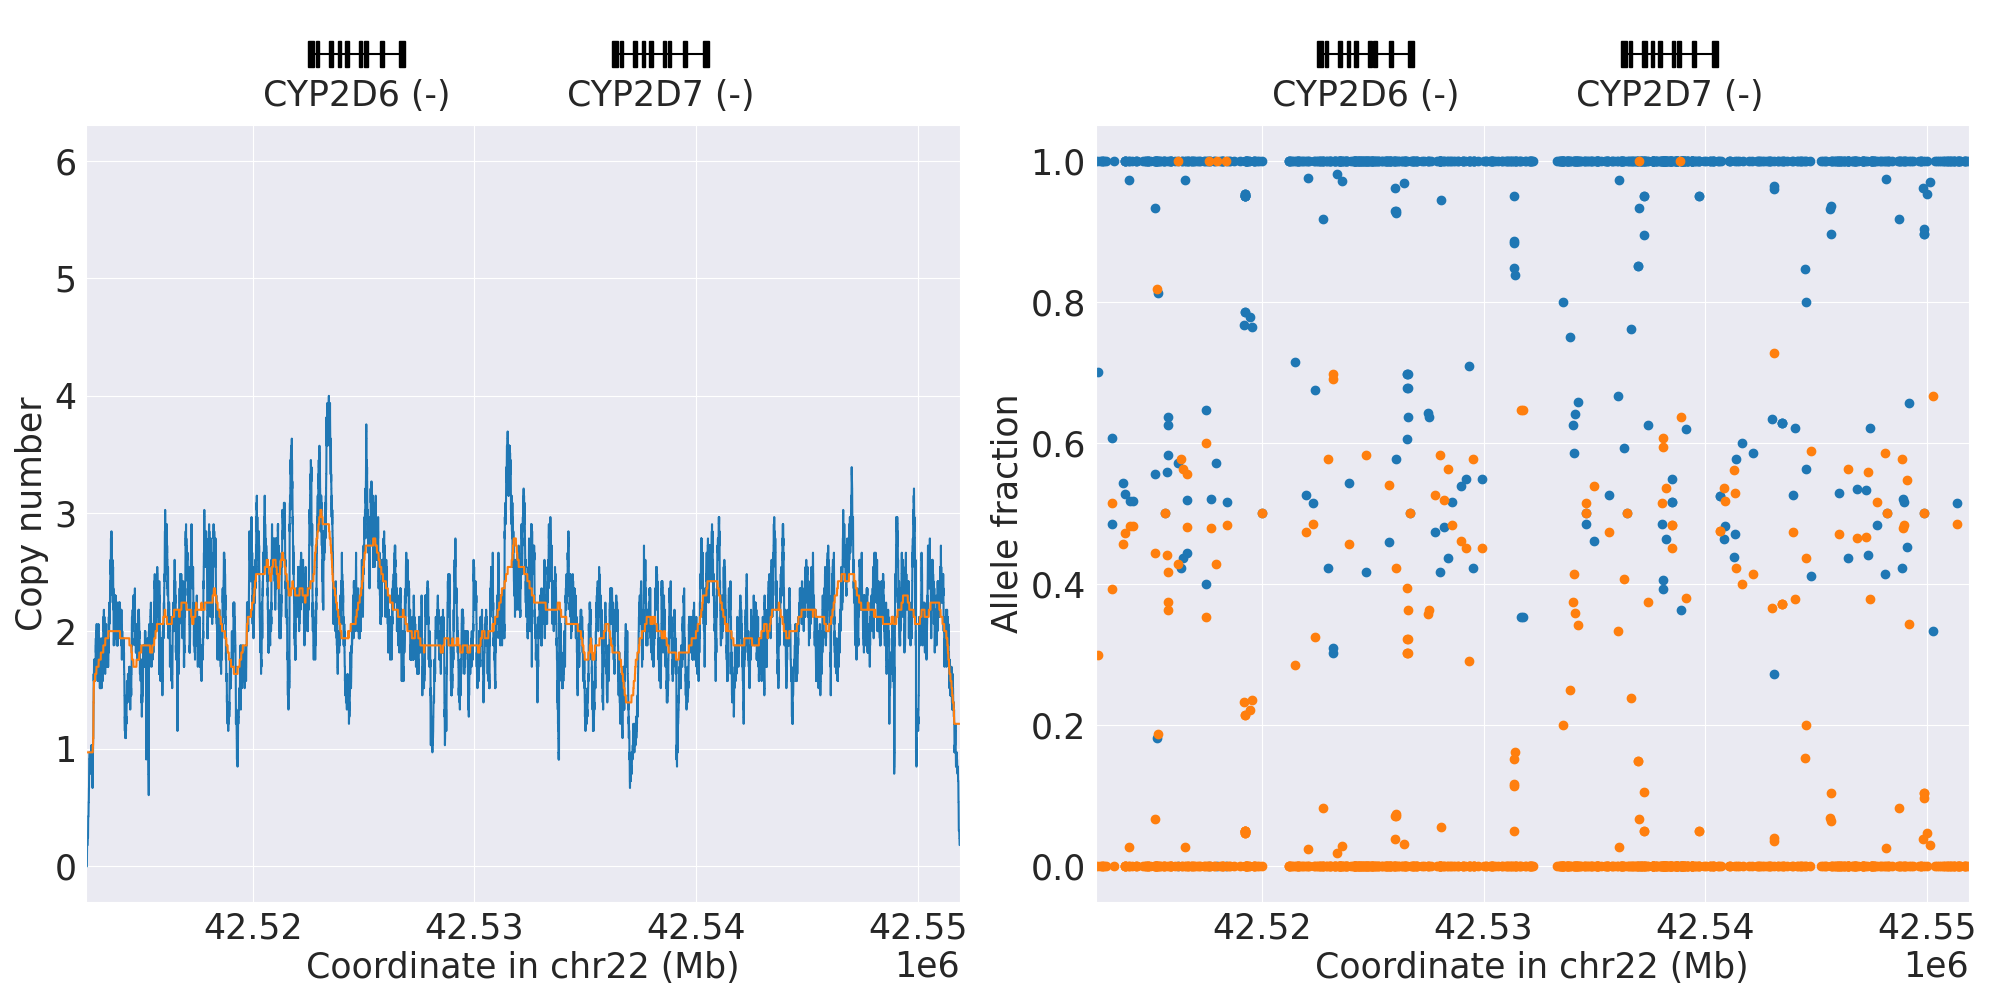 CYP2D6 (-) CYP2D7 (-)
6
5
4
3
2
1
0
Copy number
42.52 42.53 42.54 42.55
Coordinate in chr22 (Mb)
1e6
CYP2D6 (-) CYP2D7 (-)
1.0
0.8
0.6
0.4
0.2
0.0
Allele fraction
42.52 42.53 42.54 42.55
Coordinate in chr22 (Mb)
1e6